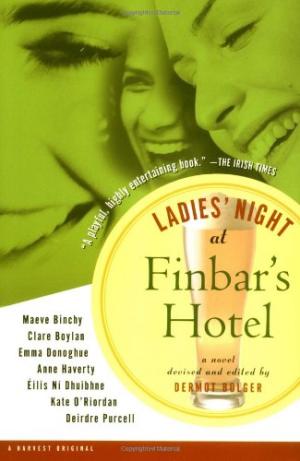 "A playful, highly entertaining book." —THE IRISH TIMES
LADIES' NIGHT
at
Finbar's
Hotel
a novel
devised and edited by
DERMOT BOLGER
Maeve Binchy
Clare Boylan
Emma Donoghue
Anne Haverty
Éilís Ní Dhuibhne
Kate O'Riordan
Deirdre Purcell
A HARVEST ORIGINAL